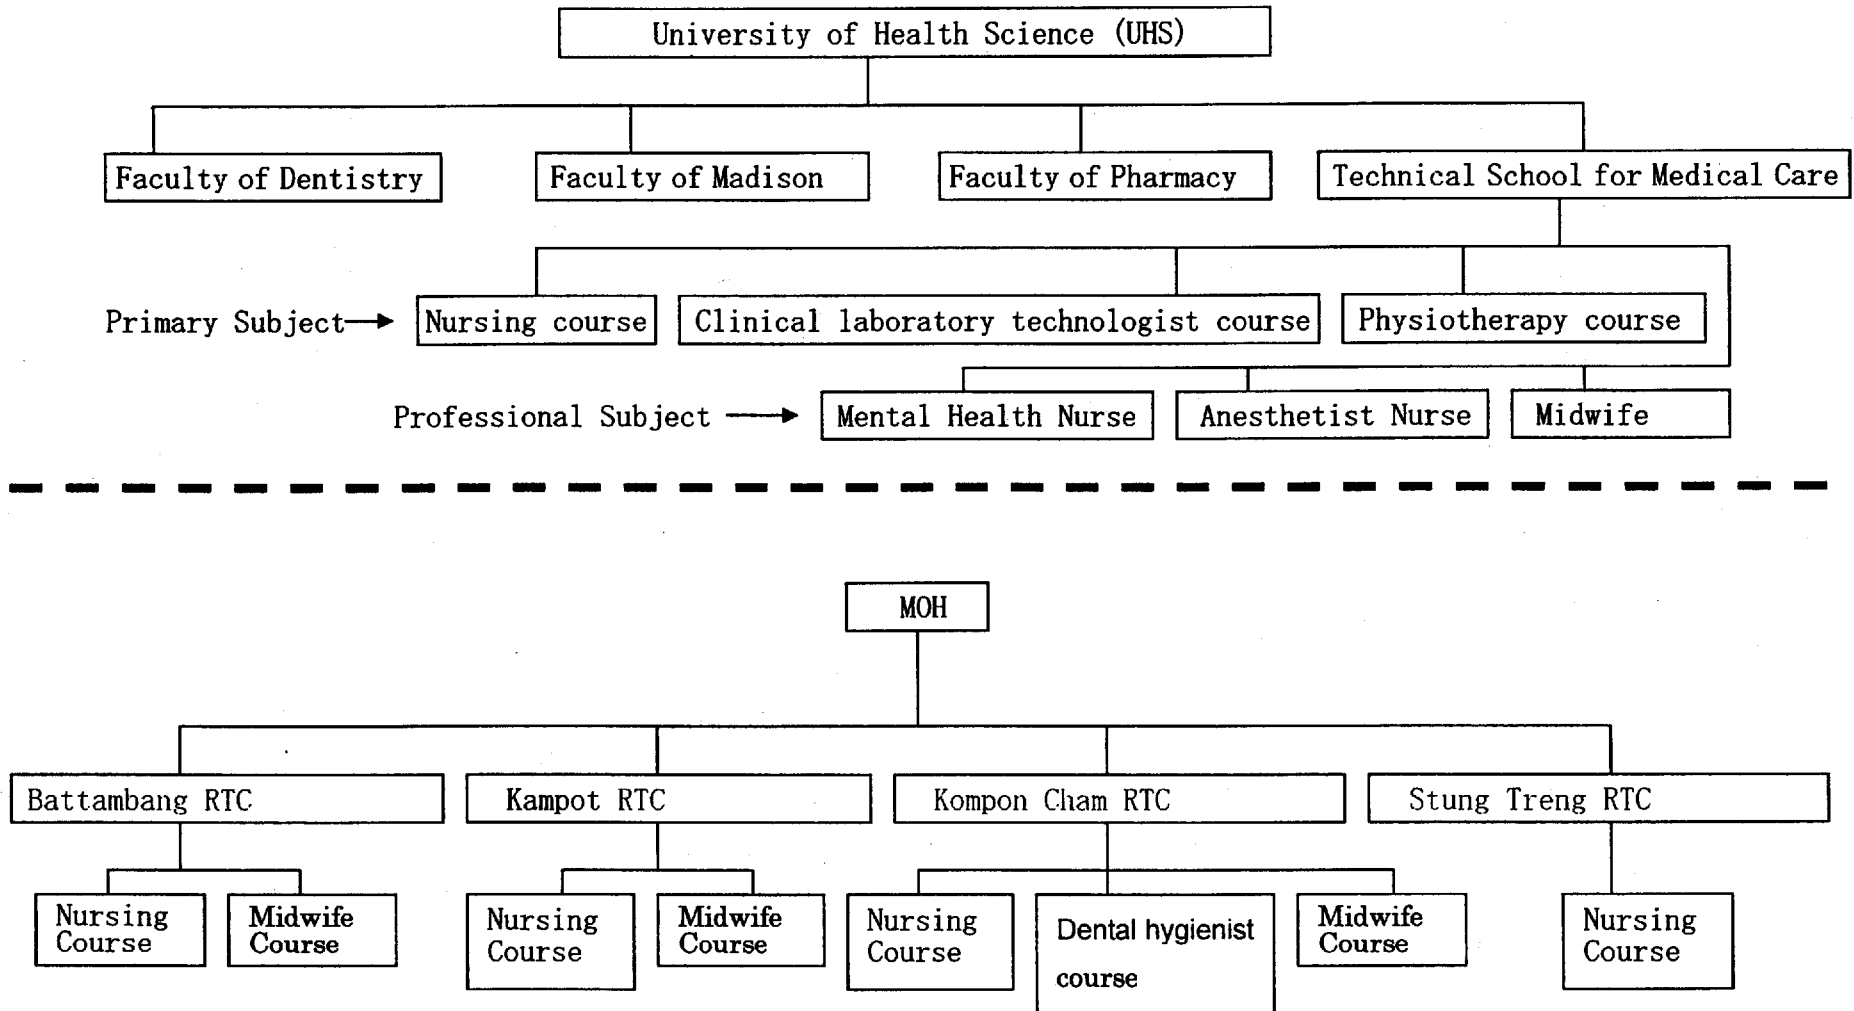 University of Health Science (UHS)
Faculty of Dentistry
Faculty of Madison
Faculty of Pharmacy
Technical School for Medical Care
Primary Subject
Nursing course
Clinical laboratory technologist course
Physiotherapy course
Professional Subject
Mental Health Nurse
Anesthetist Nurse
Midwife
MOH
Battambang RTC
Kampot RTC
Kompon Cham RTC
Stung Treng RTC
Nursing
Course
Midwife
Course
Nursing
Course
Midwife
Course
Nursing
Course
Dental hygienist
course
Midwife
Course
Nursing
Course